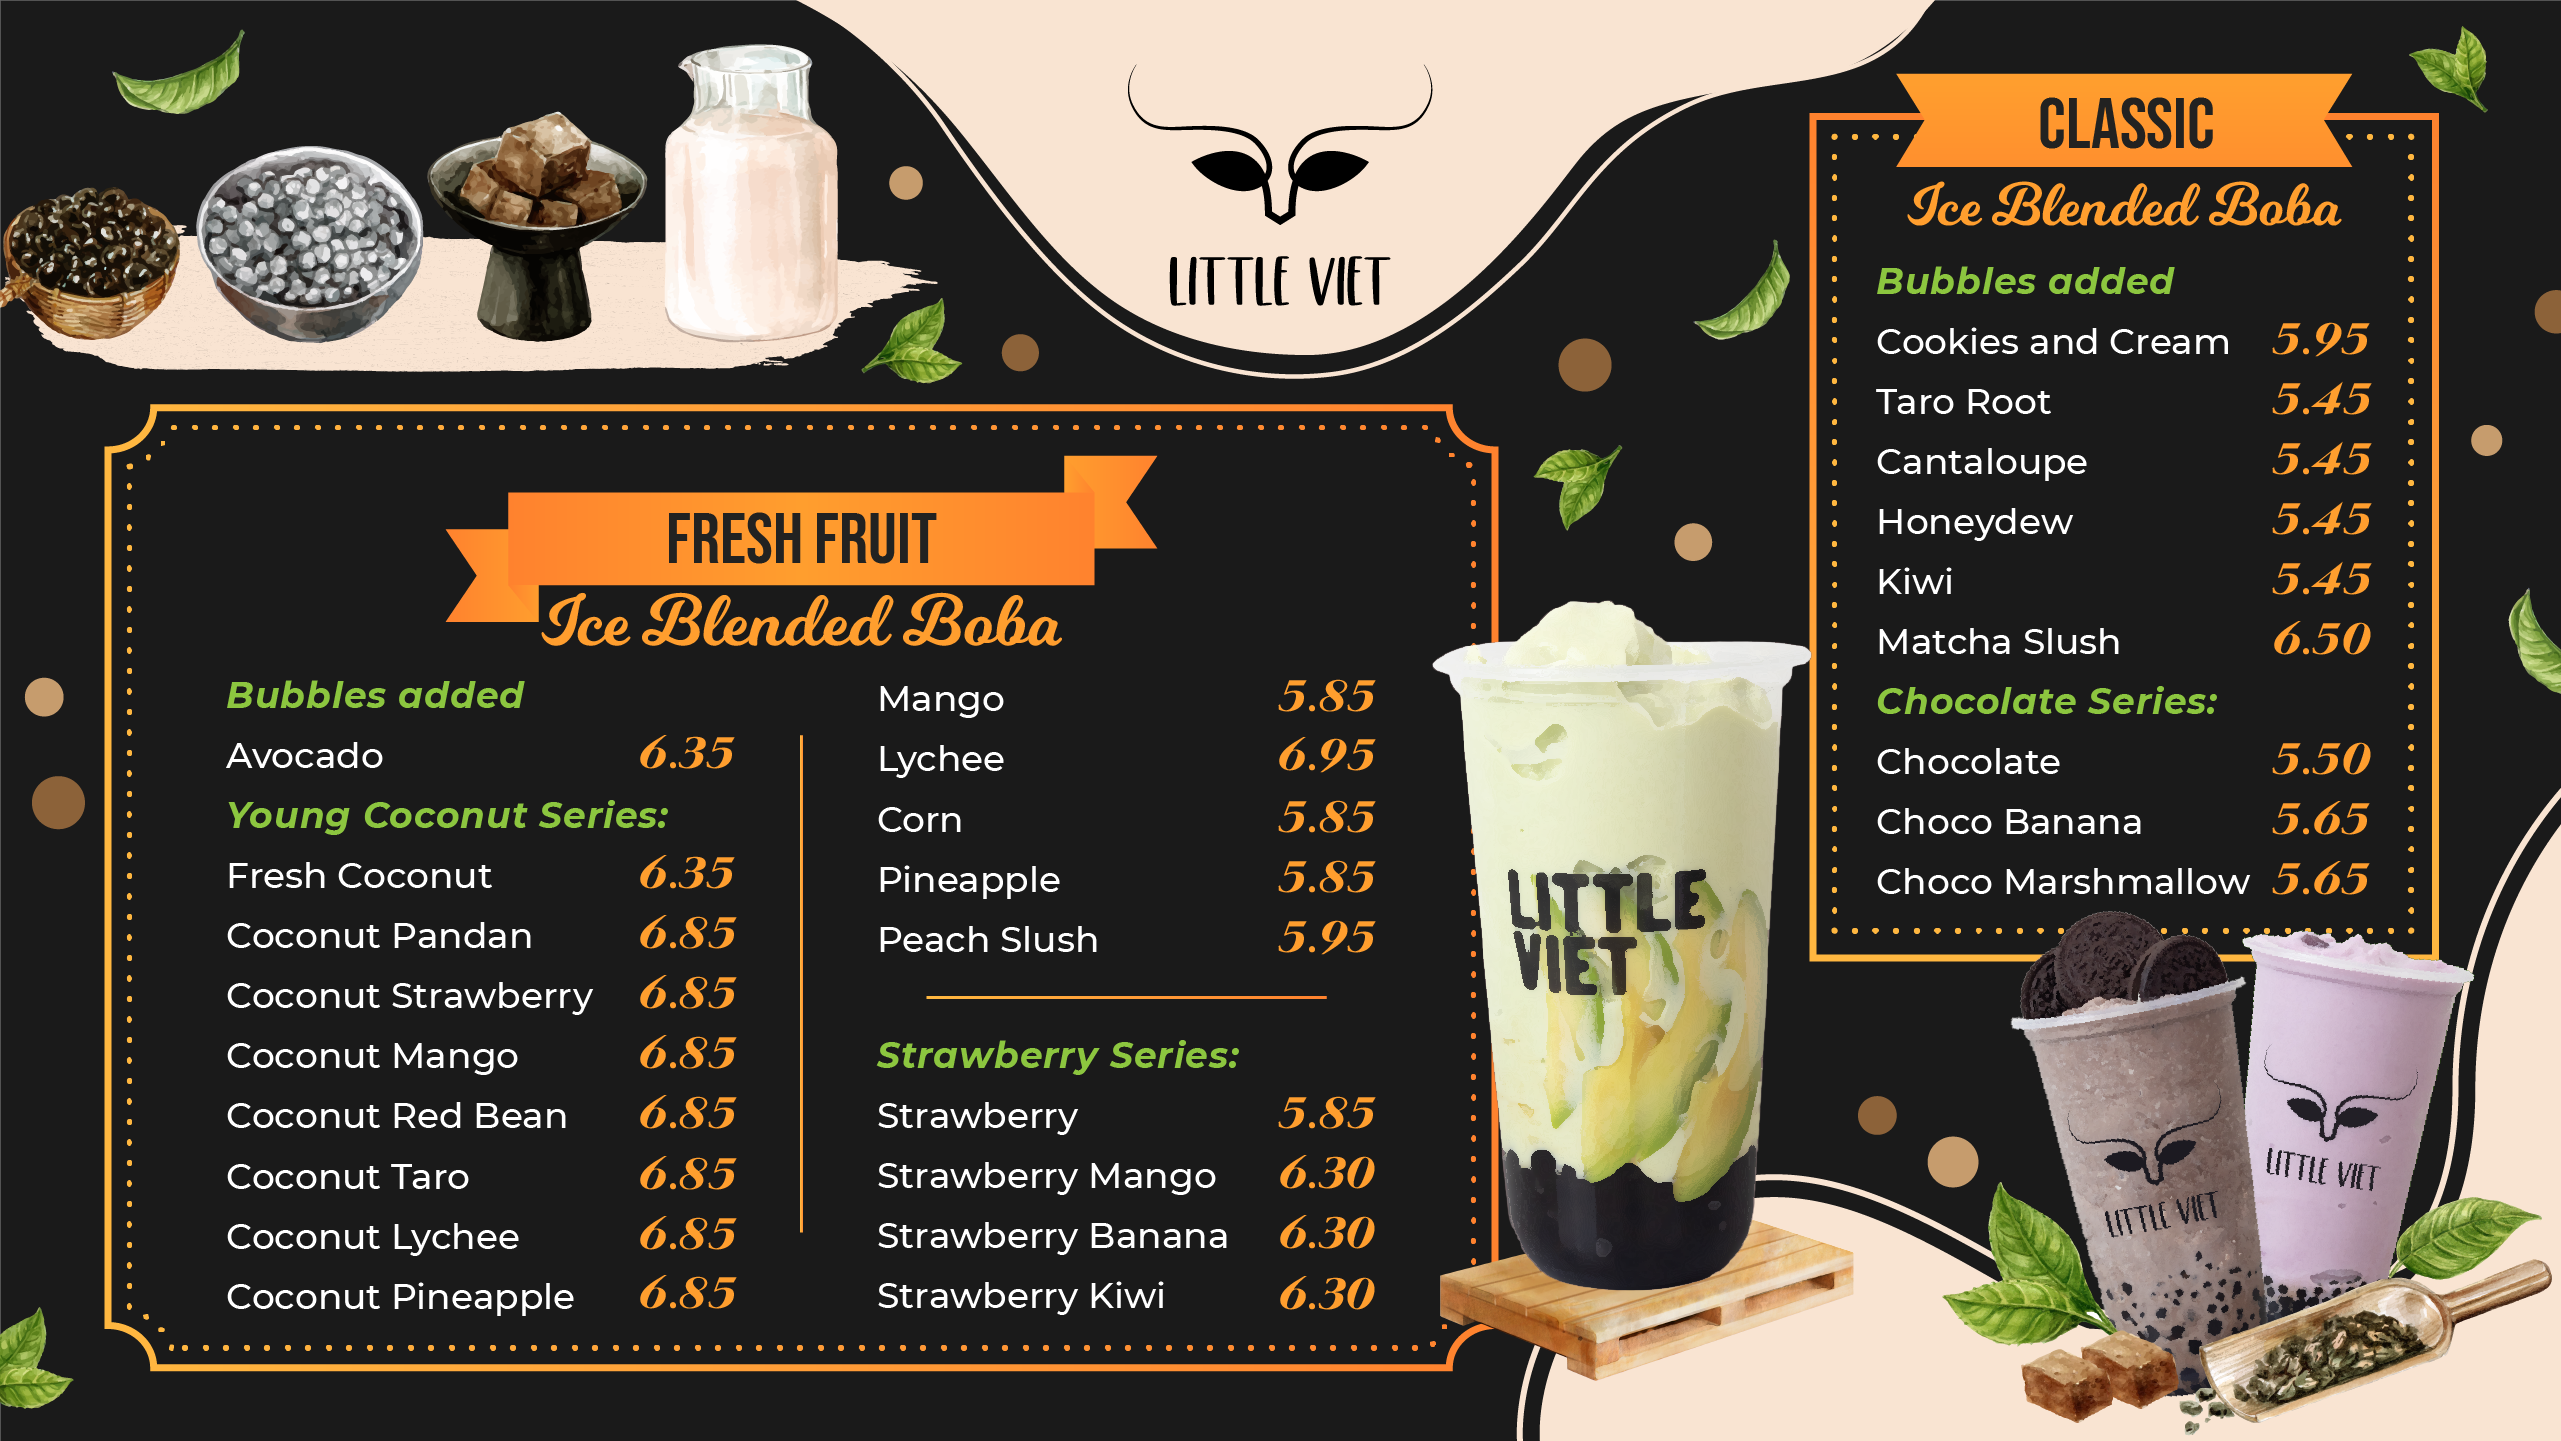 LITTLE VIET
FRESH FRUIT
Ice Blended Boba
Bubbles added
Avocado 6.35
Young Coconut Series:
Fresh Coconut 6.35
Coconut Pandan 6.85
Coconut Strawberry 6.85
Coconut Mango 6.85
Coconut Red Bean 6.85
Coconut Taro 6.85
Coconut Lychee 6.85
Coconut Pineapple 6.85
Mango 5.85
Lychee 6.95
Corn 5.85
Pineapple 5.85
Peach Slush 5.95
Strawberry Series:
Strawberry 5.85
Strawberry Mango 6.30
Strawberry Banana 6.30
Strawberry Kiwi 6.30
LITTLE
VIET
CLASSIC
Ice Blended Boba
Bubbles added
Cookies and Cream 5.95
Taro Root 5.45
Cantaloupe 5.45
Honeydew 5.45
Kiwi 5.45
Matcha Slush 6.50
Chocolate Series:
Chocolate 5.50
Choco Banana 5.65
Choco Marshmallow 5.65
LITTLE VIET
LITTLE VIET